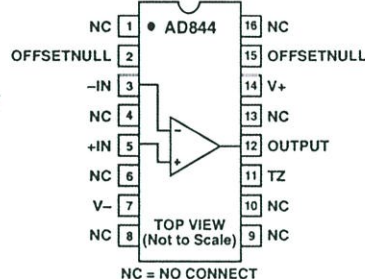 NC 1 AD844 16 NC
OFFSETNULL 2 15 OFFSETNULL
–IN 3 14 V+
NC 4 – 13 NC
+IN 5 + 12 OUTPUT
NC 6 11 TZ
V– 7 10 NC
TOP VIEW
NC 8 (Not to Scale) 9 NC
NC = NO CONNECT